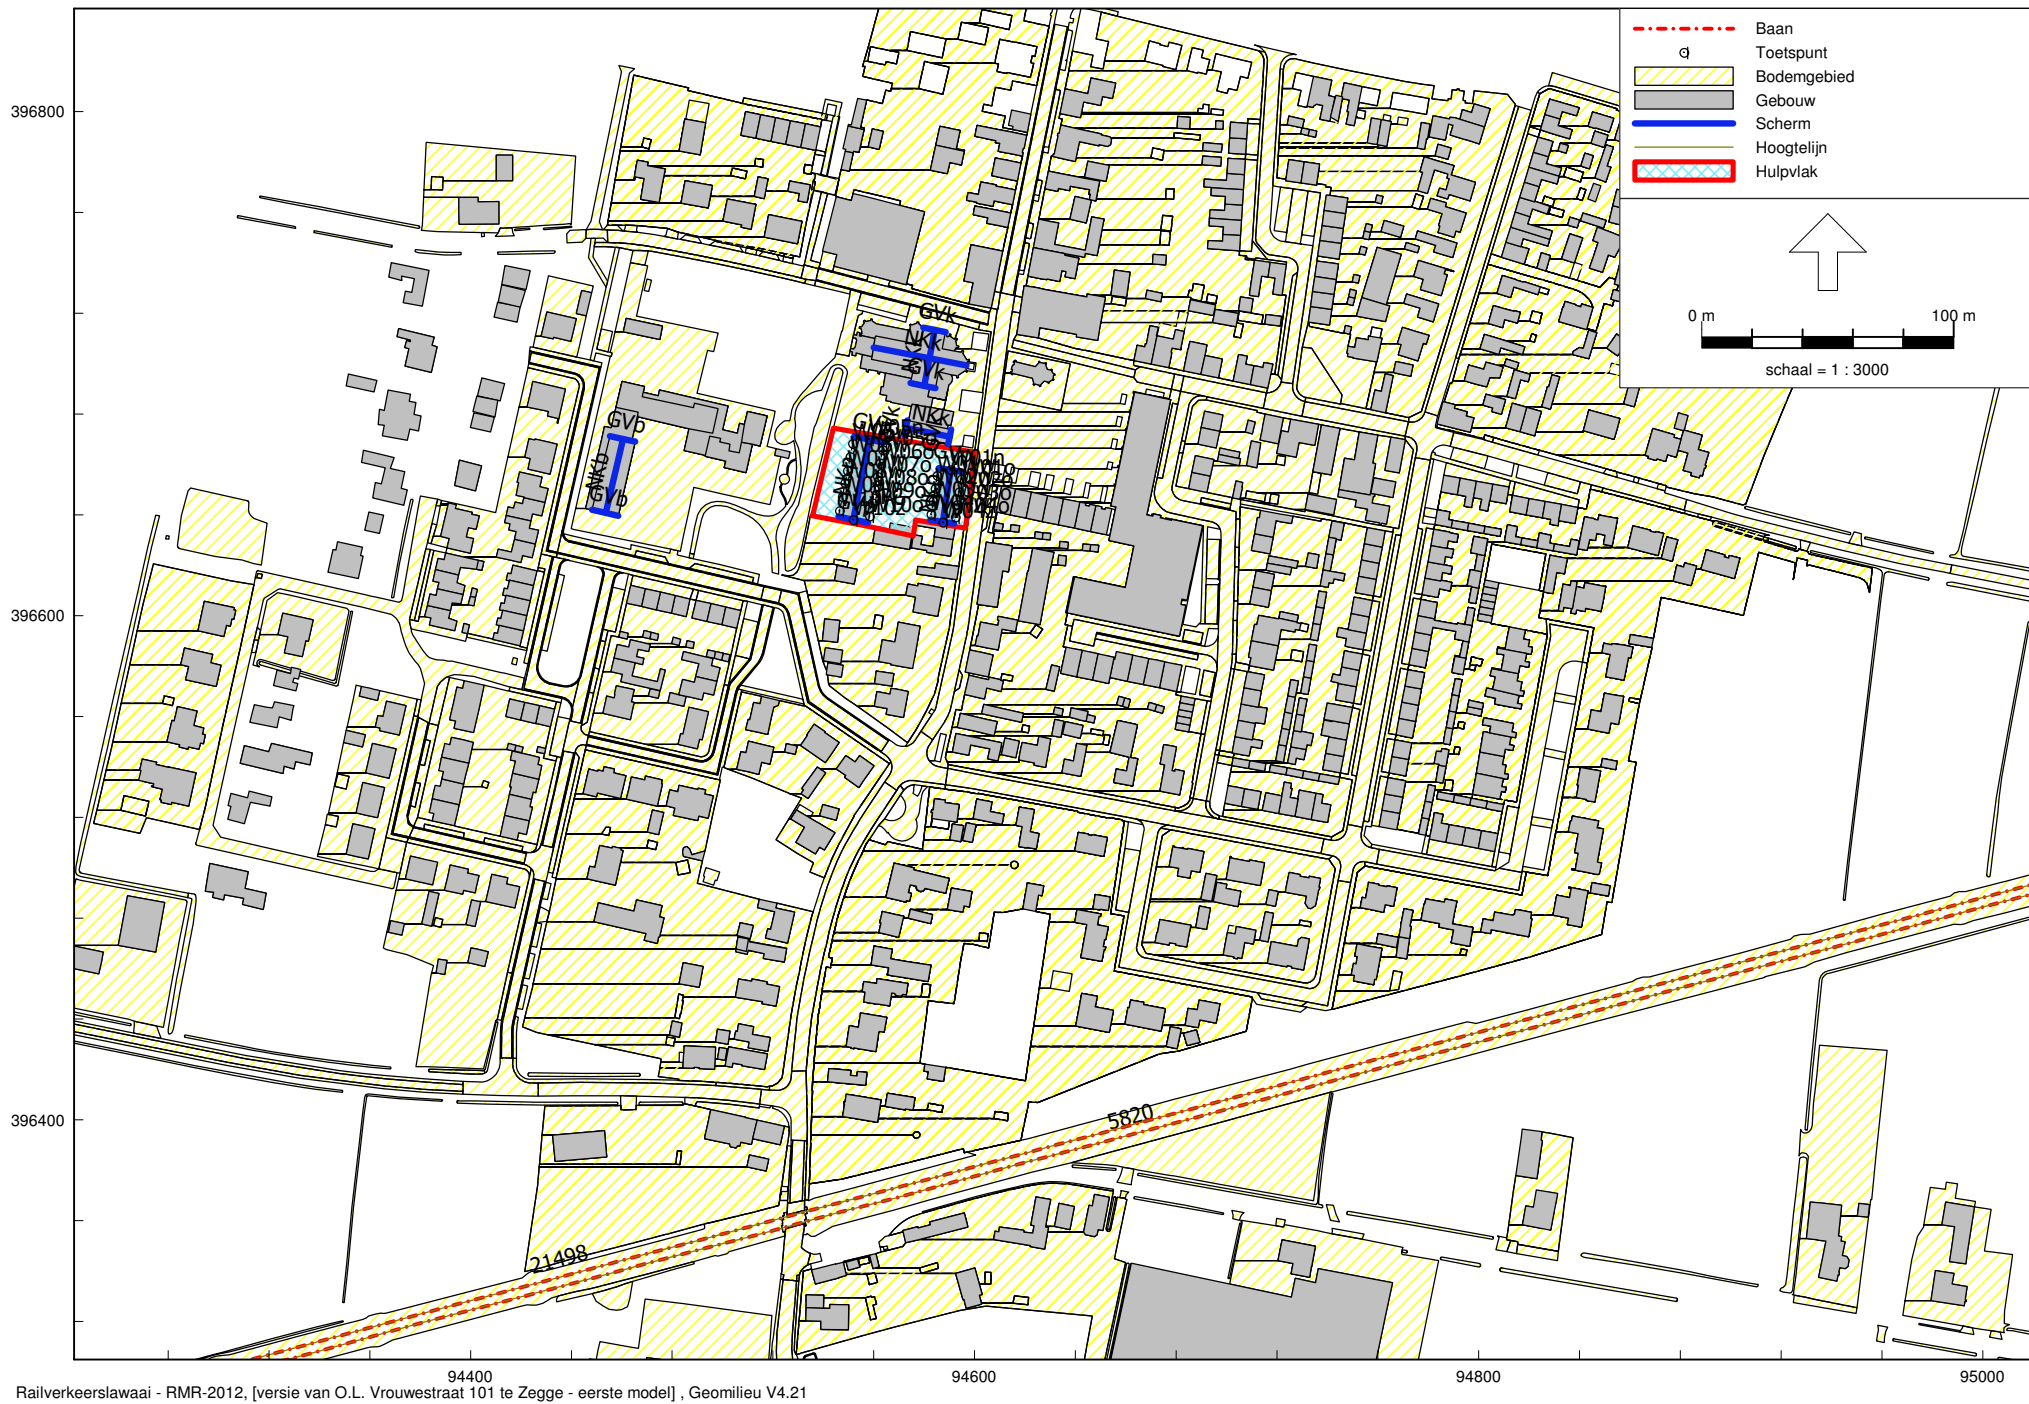 Baan
Toetspunt
Bodemgebied
Gebouw
Scherm
Hoogtelijn
Hulpvlak
0 m
100 m
schaal = 1 : 3000
396800
396600
396400
GVk
NKk
GVk
NKk
GVb
NKb
GVb
5820
21498
94400
94600
94800
95000
Railverkeerslawaai - RMR-2012, [versie van O.L. Vrouwestraat 101 te Zegge - eerste model] , Geomilieu V4.21